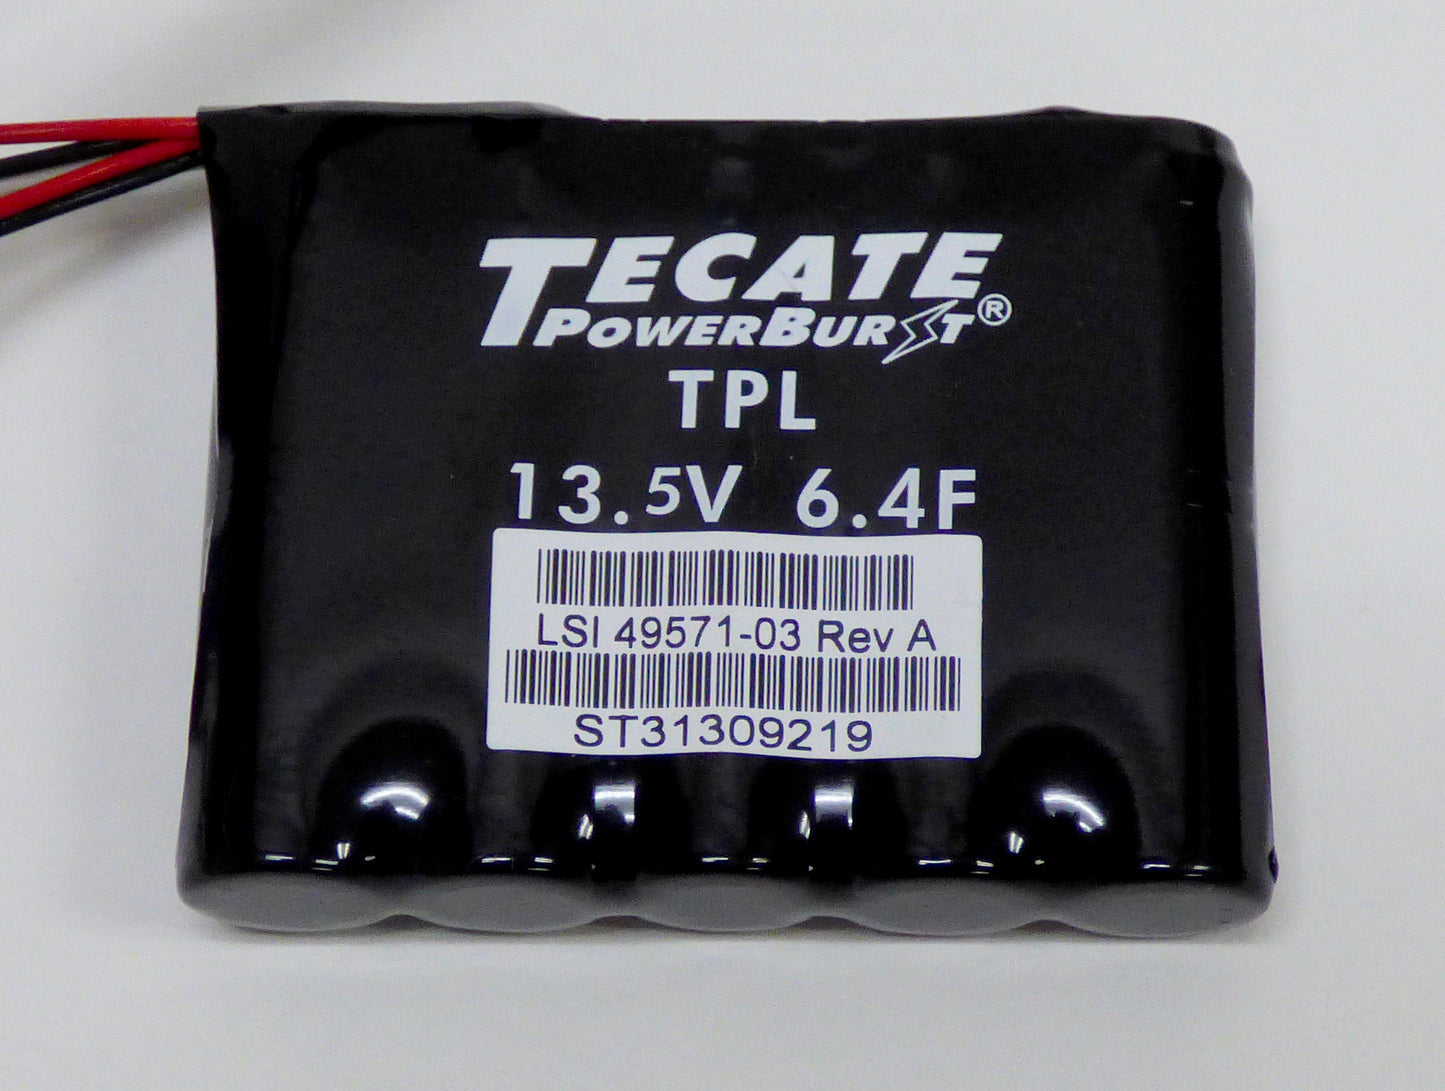 TECATE
POWERBURST®
TPL
13.5V 6.4F
LSI 49571-03 Rev A
ST31309219